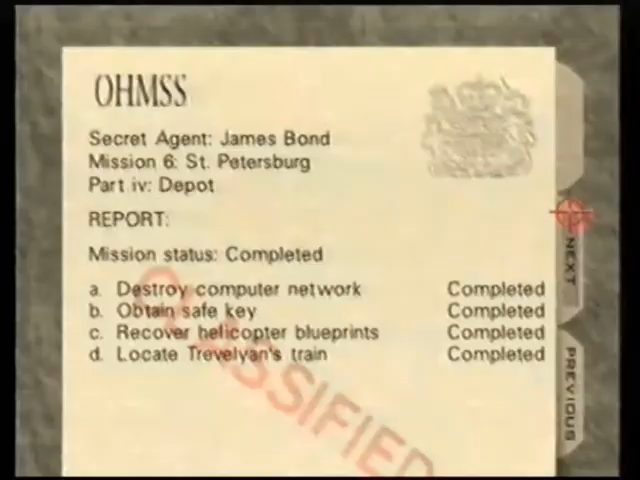 OHMSS
Secret Agent: James Bond
Mission 6: St. Petersburg
Part iv: Depot
REPORT:
Mission status: Completed
a. Destroy computer network Completed
b. Obtain safe key Completed
c. Recover helicopter blueprints Completed
d. Locate Trevelyan's train Completed
CLASSIFIED
NEXT
PREVIOUS